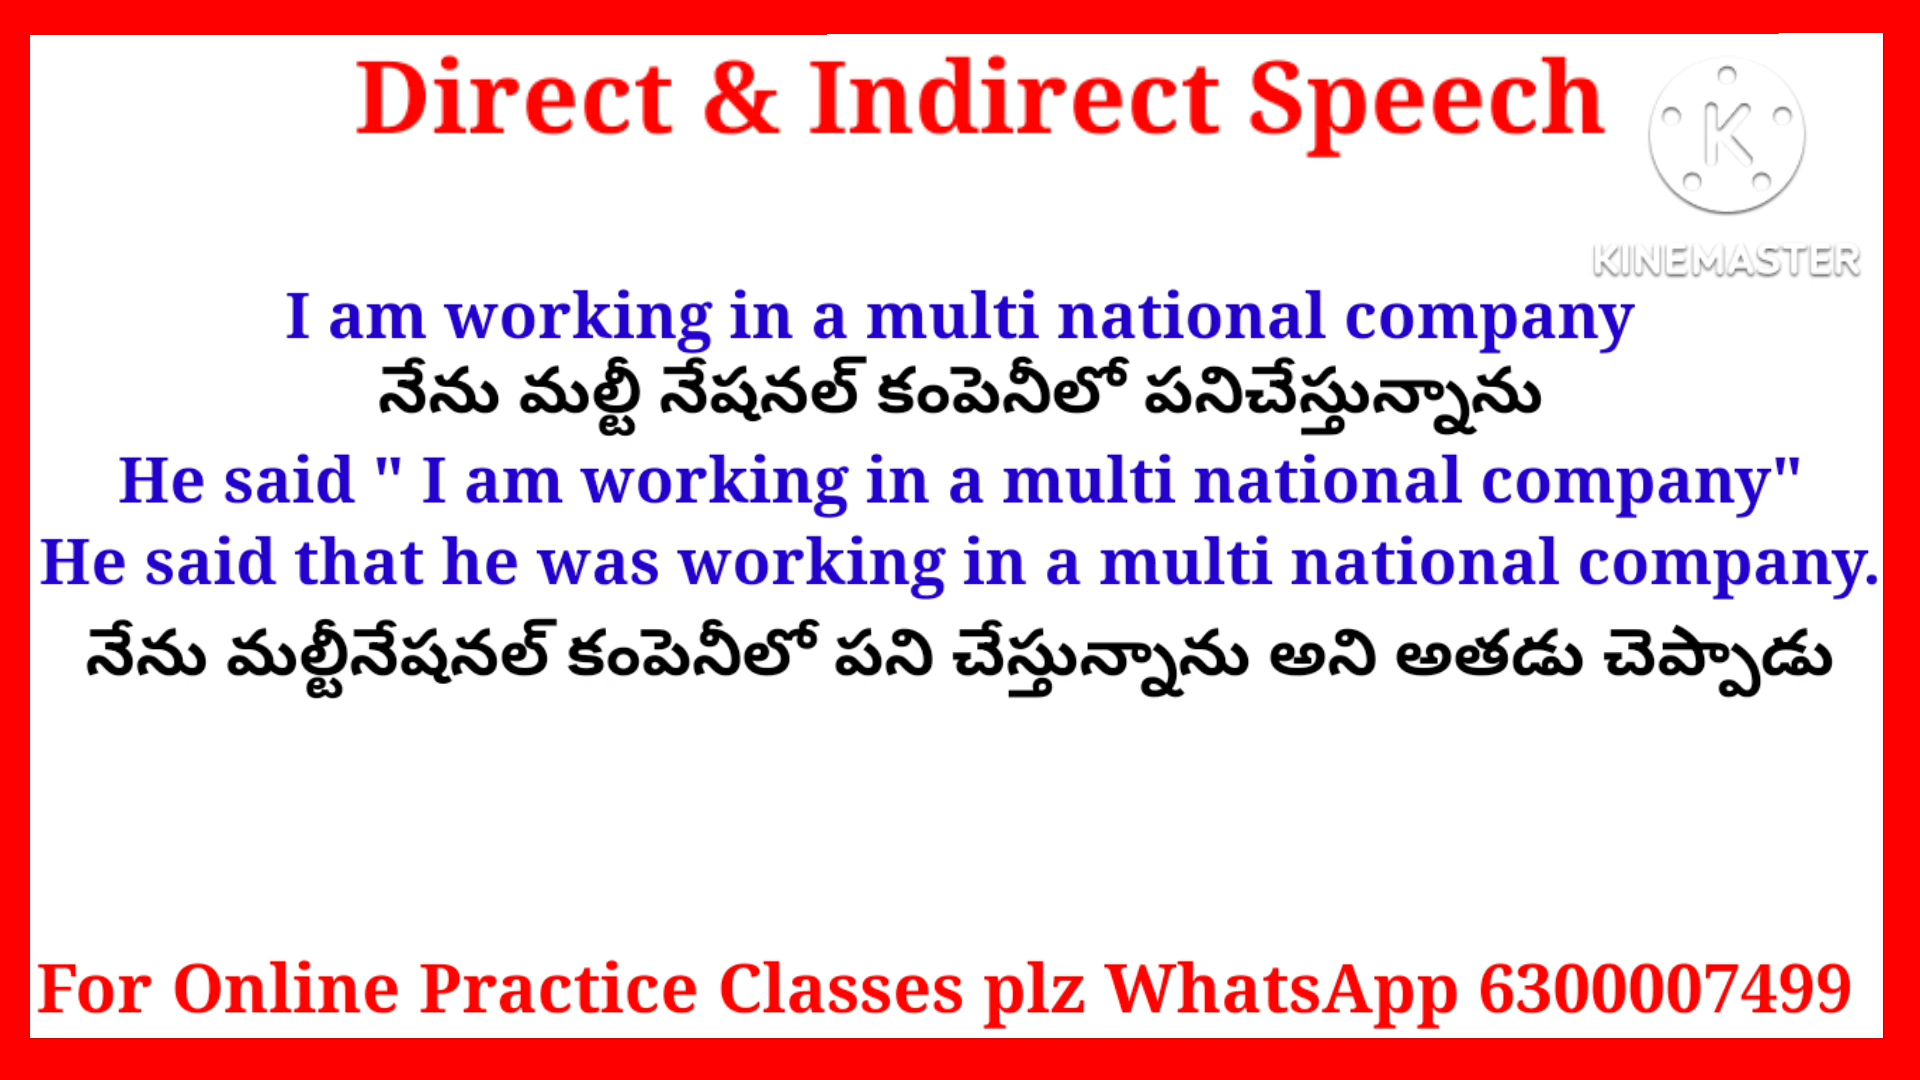 Direct & Indirect Speech
K
KINEMASTER
I am working in a multi national company
నేను మల్టీ నేషనల్ కంపెనీలో పనిచేస్తున్నాను
He said " I am working in a multi national company"
He said that he was working in a multi national company.
నేను మల్టీనేషనల్ కంపెనీలో పని చేస్తున్నాను అని అతడు చెప్పాడు
For Online Practice Classes plz WhatsApp 6300007499